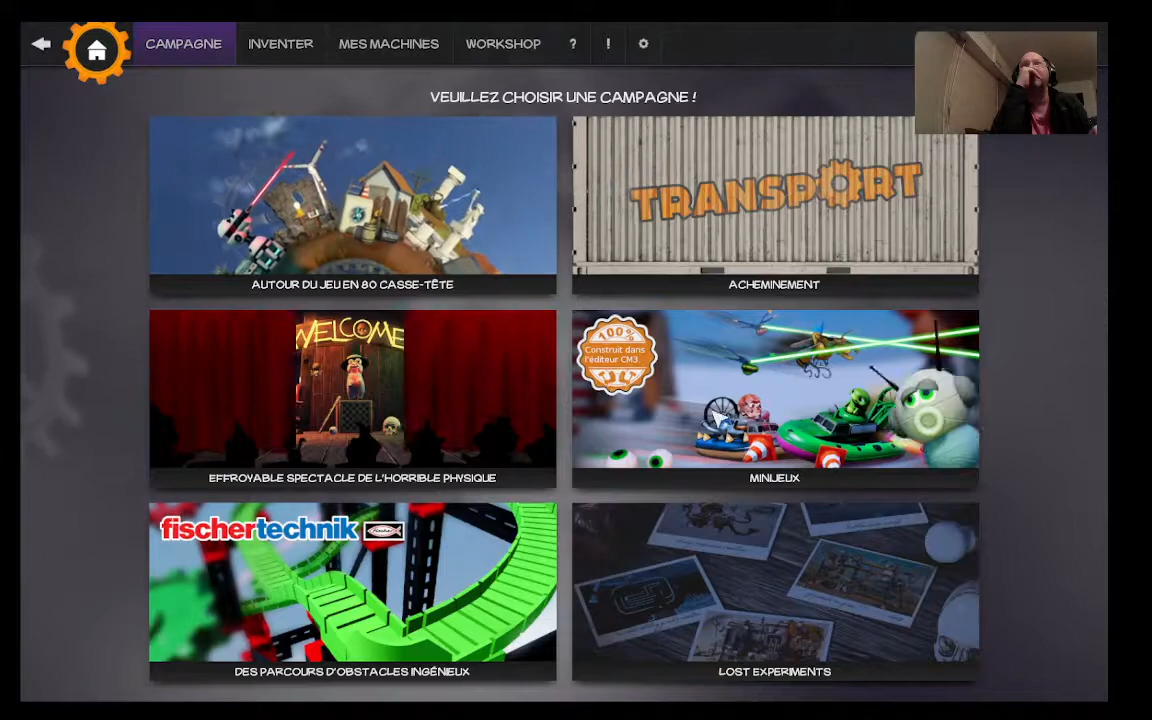 CAMPAGNE
INVENTER
MES MACHINES
WORKSHOP
?
!
VEUILLEZ CHOISIR UNE CAMPAGNE !
AUTOUR DU JEU EN 80 CASSE-TÊTE
TRANSPORT
ACHEMINEMENT
WELCOME
EFFROYABLE SPECTACLE DE L'HORRIBLE PHYSIQUE
100%
Construit dans
l'éditeur CM3.
MINIJEUX
fischertechnik
DES PARCOURS D'OBSTACLES INGÉNIEUX
LOST EXPERIMENTS